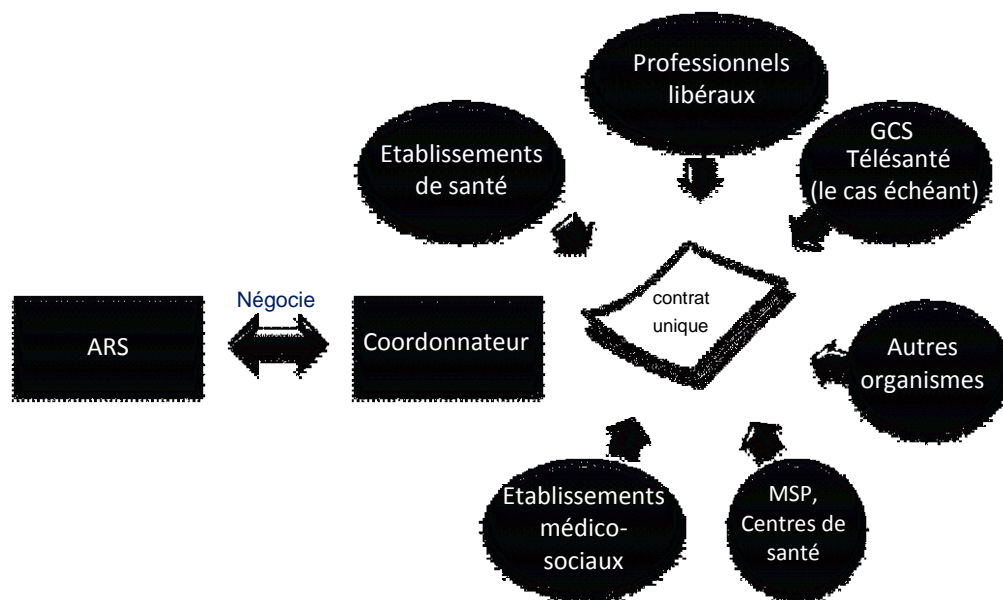 Professionnels
libéraux
GCS
Télésanté
(le cas échéant)
Etablissements
de santé
Négocie
ARS
Coordonnateur
contrat
unique
Autres
organismes
Etablissements
médico-
sociaux
MSP,
Centres de
santé